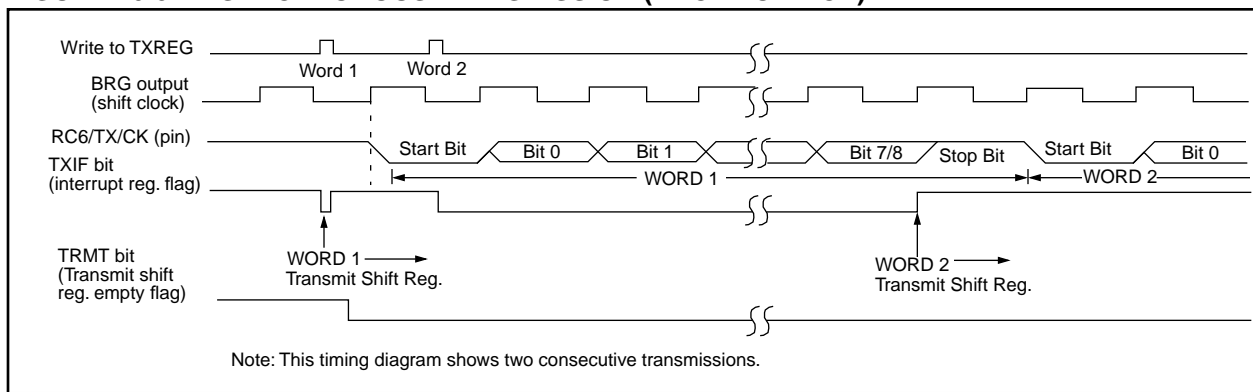 Write to TXREG
Word 1
Word 2
BRG output
(shift clock)
RC6/TX/CK (pin)
Start Bit
Bit 0
Bit 1
Bit 7/8
Stop Bit
Start Bit
Bit 0
TXIF bit
(interrupt reg. flag)
WORD 1
WORD 2
TRMT bit
(Transmit shift
reg. empty flag)
WORD 1
Transmit Shift Reg.
WORD 2
Transmit Shift Reg.
Note: This timing diagram shows two consecutive transmissions.